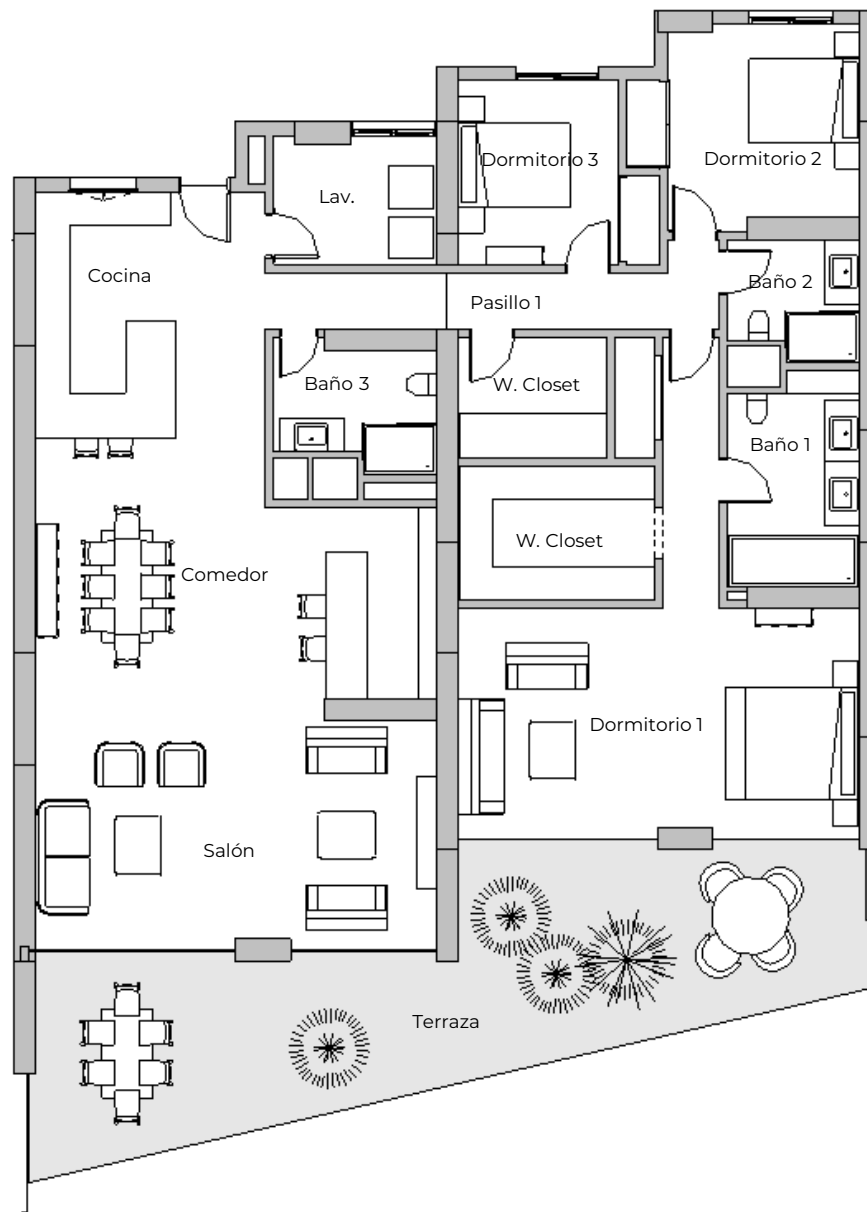 Dormitorio 3
Dormitorio 2
Lav.
Cocina
Baño 2
Pasillo 1
Baño 3
W. Closet
Baño 1
W. Closet
Comedor
Dormitorio 1
Salón
Terraza